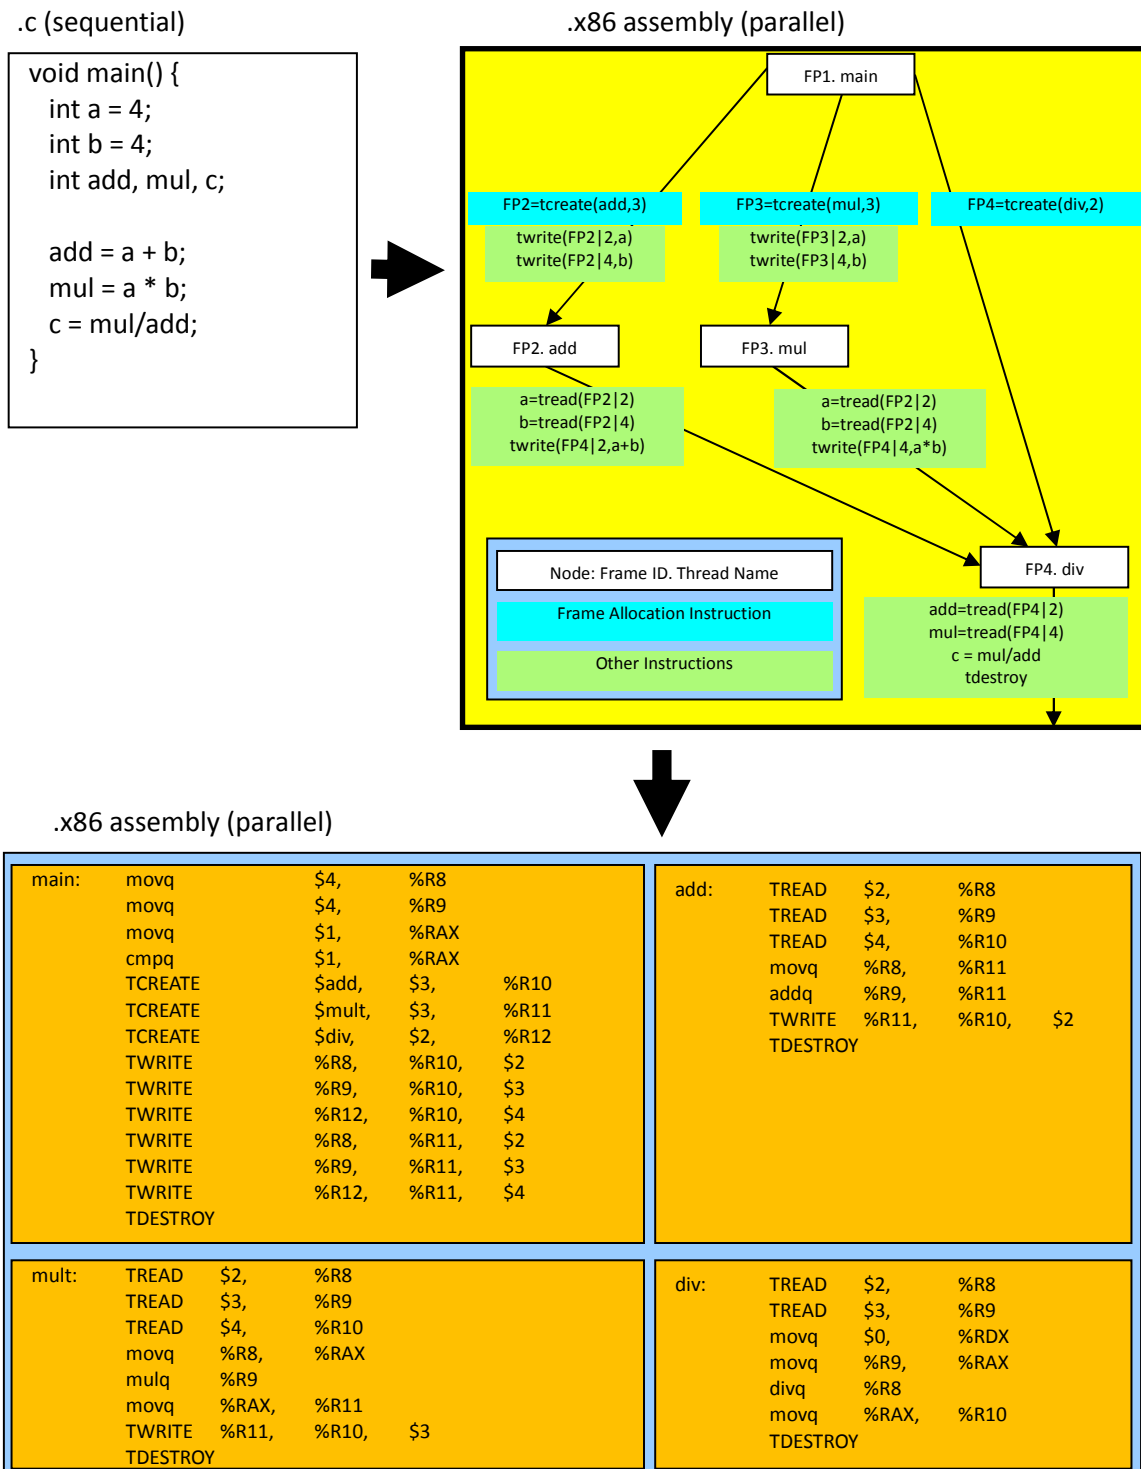 .c (sequential)
.x86 assembly (parallel)
void main() {
int a = 4;
int b = 4;
int add, mul, c;
add = a + b;
mul = a * b;
c = mul/add;
}
FP1. main
FP2=tcreate(add,3)
twrite(FP2|2,a)
twrite(FP2|4,b)
FP3=tcreate(mul,3)
twrite(FP3|2,a)
twrite(FP3|4,b)
FP4=tcreate(div,2)
FP2. add
FP3. mul
a=tread(FP2|2)
b=tread(FP2|4)
twrite(FP4|2,a+b)
a=tread(FP2|2)
b=tread(FP2|4)
twrite(FP4|4,a*b)
FP4. div
add=tread(FP4|2)
mul=tread(FP4|4)
c = mul/add
tdestroy
Node: Frame ID. Thread Name
Frame Allocation Instruction
Other Instructions
.x86 assembly (parallel)
main: movq $4, %R8
movq $4, %R9
movq $1, %RAX
cmpq $1, %RAX
TCREATE $add, $3, %R10
TCREATE $mult, $3, %R11
TCREATE $div, $2, %R12
TWRITE %R8, %R10, $2
TWRITE %R9, %R10, $3
TWRITE %R12, %R10, $4
TWRITE %R8, %R11, $2
TWRITE %R9, %R11, $3
TWRITE %R12, %R11, $4
TDESTROY
add: TREAD $2, %R8
TREAD $3, %R9
TREAD $4, %R10
movq %R8, %R11
addq %R9, %R11
TWRITE %R11, %R10, $2
TDESTROY
mult: TREAD $2, %R8
TREAD $3, %R9
TREAD $4, %R10
movq %R8, %RAX
mulq %R9
movq %RAX, %R11
TWRITE %R11, %R10, $3
TDESTROY
div: TREAD $2, %R8
TREAD $3, %R9
movq $0, %RDX
movq %R9, %RAX
divq %R8
movq %RAX, %R10
TDESTROY